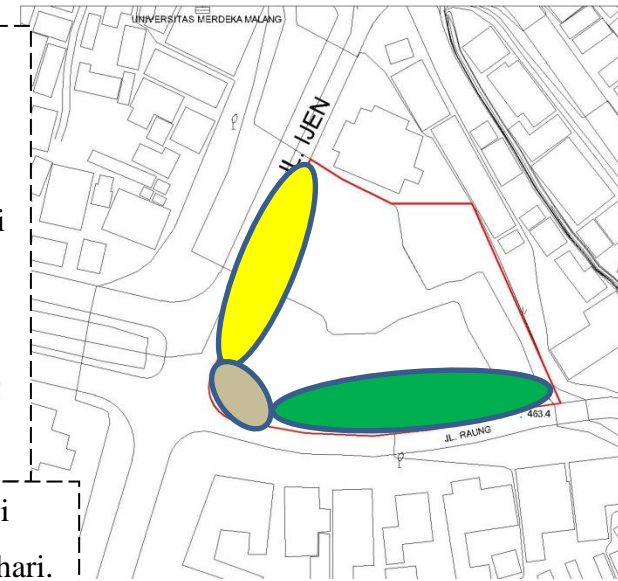 UNIVERSITAS MERDEKA MALANG
JL. IJEN
i
463.4
JL. RAUNG
i
hari.